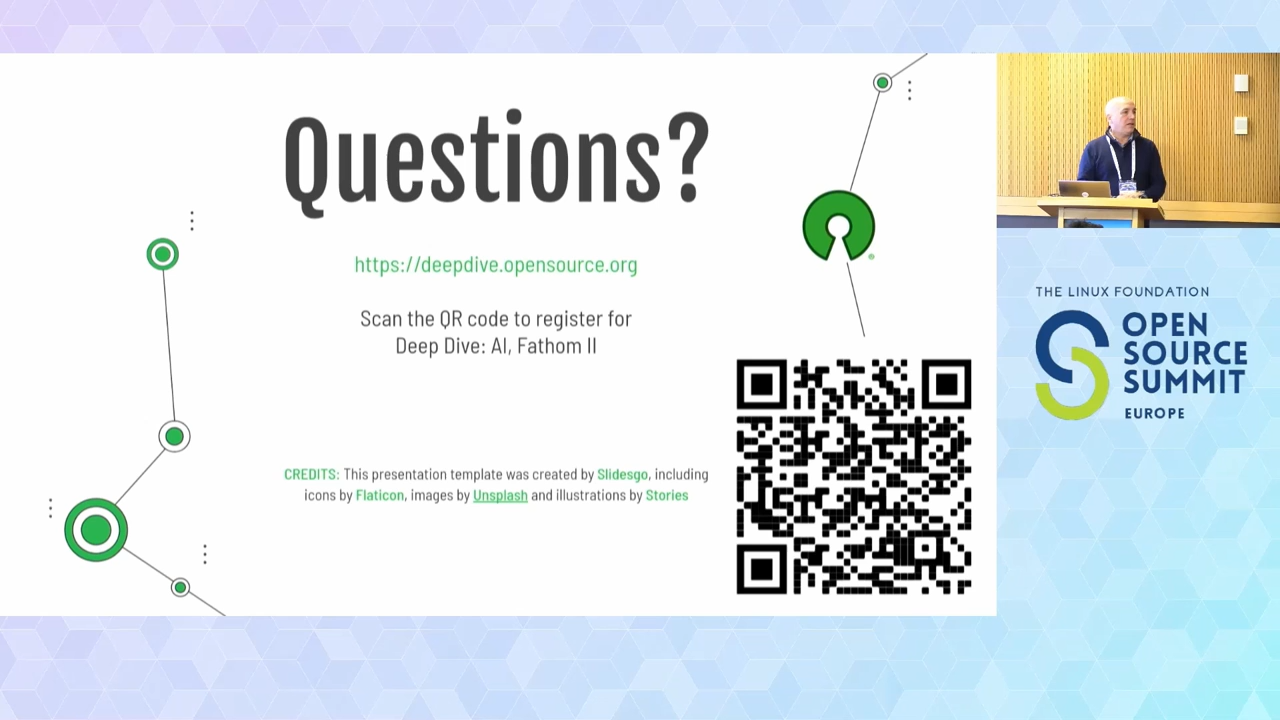 Questions?
https://deepdive.opensource.org
Scan the QR code to register for
Deep Dive: AI, Fathom II
CREDITS: This presentation template was created by Slidesgo, including
icons by Flaticon, images by Unsplash and illustrations by Stories
®
THE LINUX FOUNDATION
OPEN
SOURCE
SUMMIT
EUROPE